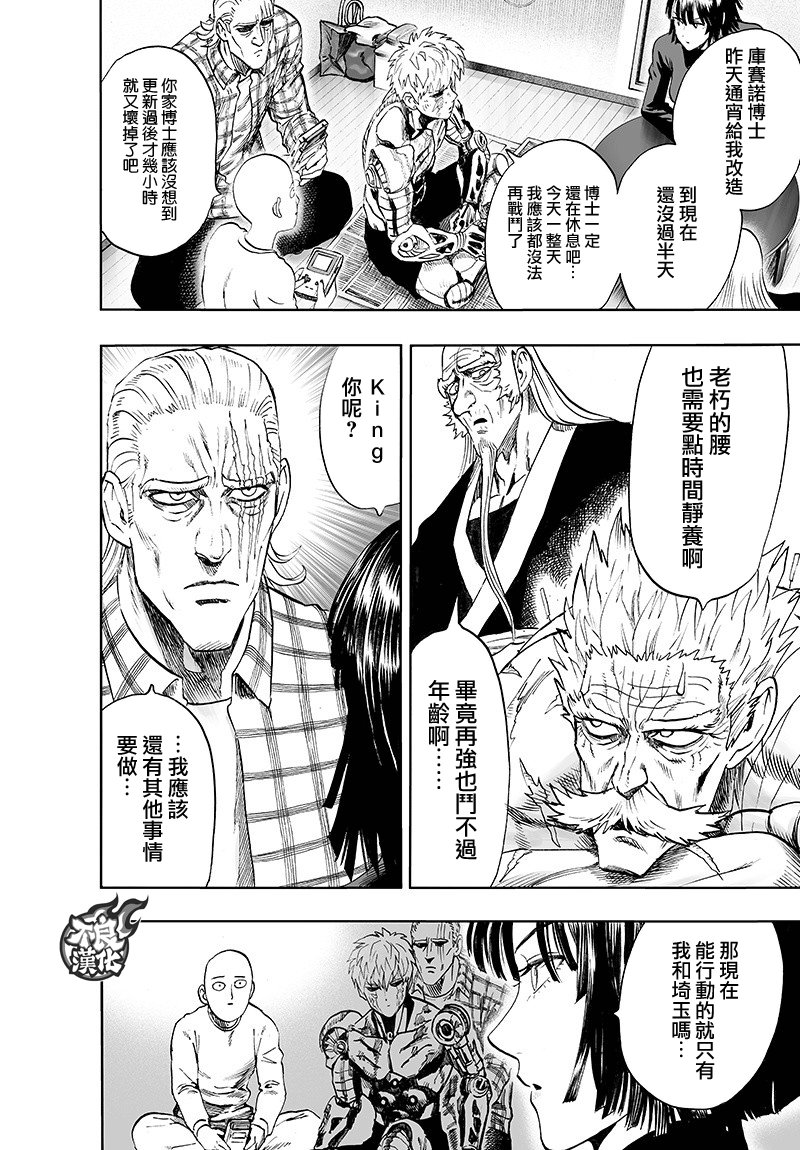 庫賽諾博士
昨天通宵給我改造
到現在
還沒過半天
博士一定
還在休息吧…
今天一整天
我應該都沒法
再戰鬥了
你家博士應該沒想到
更新過後才幾小時
就又壞掉了吧
老朽的腰
也需要點時間靜養啊
畢竟再強也鬥不過
年齡啊……
King
你呢?
…我應該
還有其他事情
要做…
那現在
能行動的就只有
我和埼玉嗎…
不良
漢化